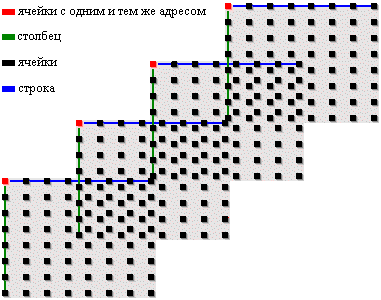 ячейки с одним и тем же адресом
столбец
ячейки
строка